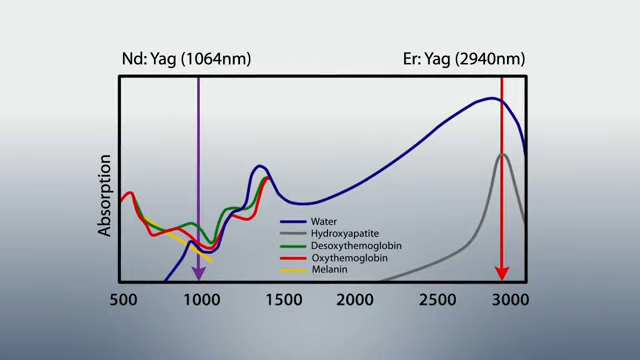 Nd: Yag (1064nm)
Er: Yag (2940nm)
Absorption
Water
Hydroxyapatite
Desoxythemoglobin
Oxythemoglobin
Melanin
500 1000 1500 2000 2500 3000